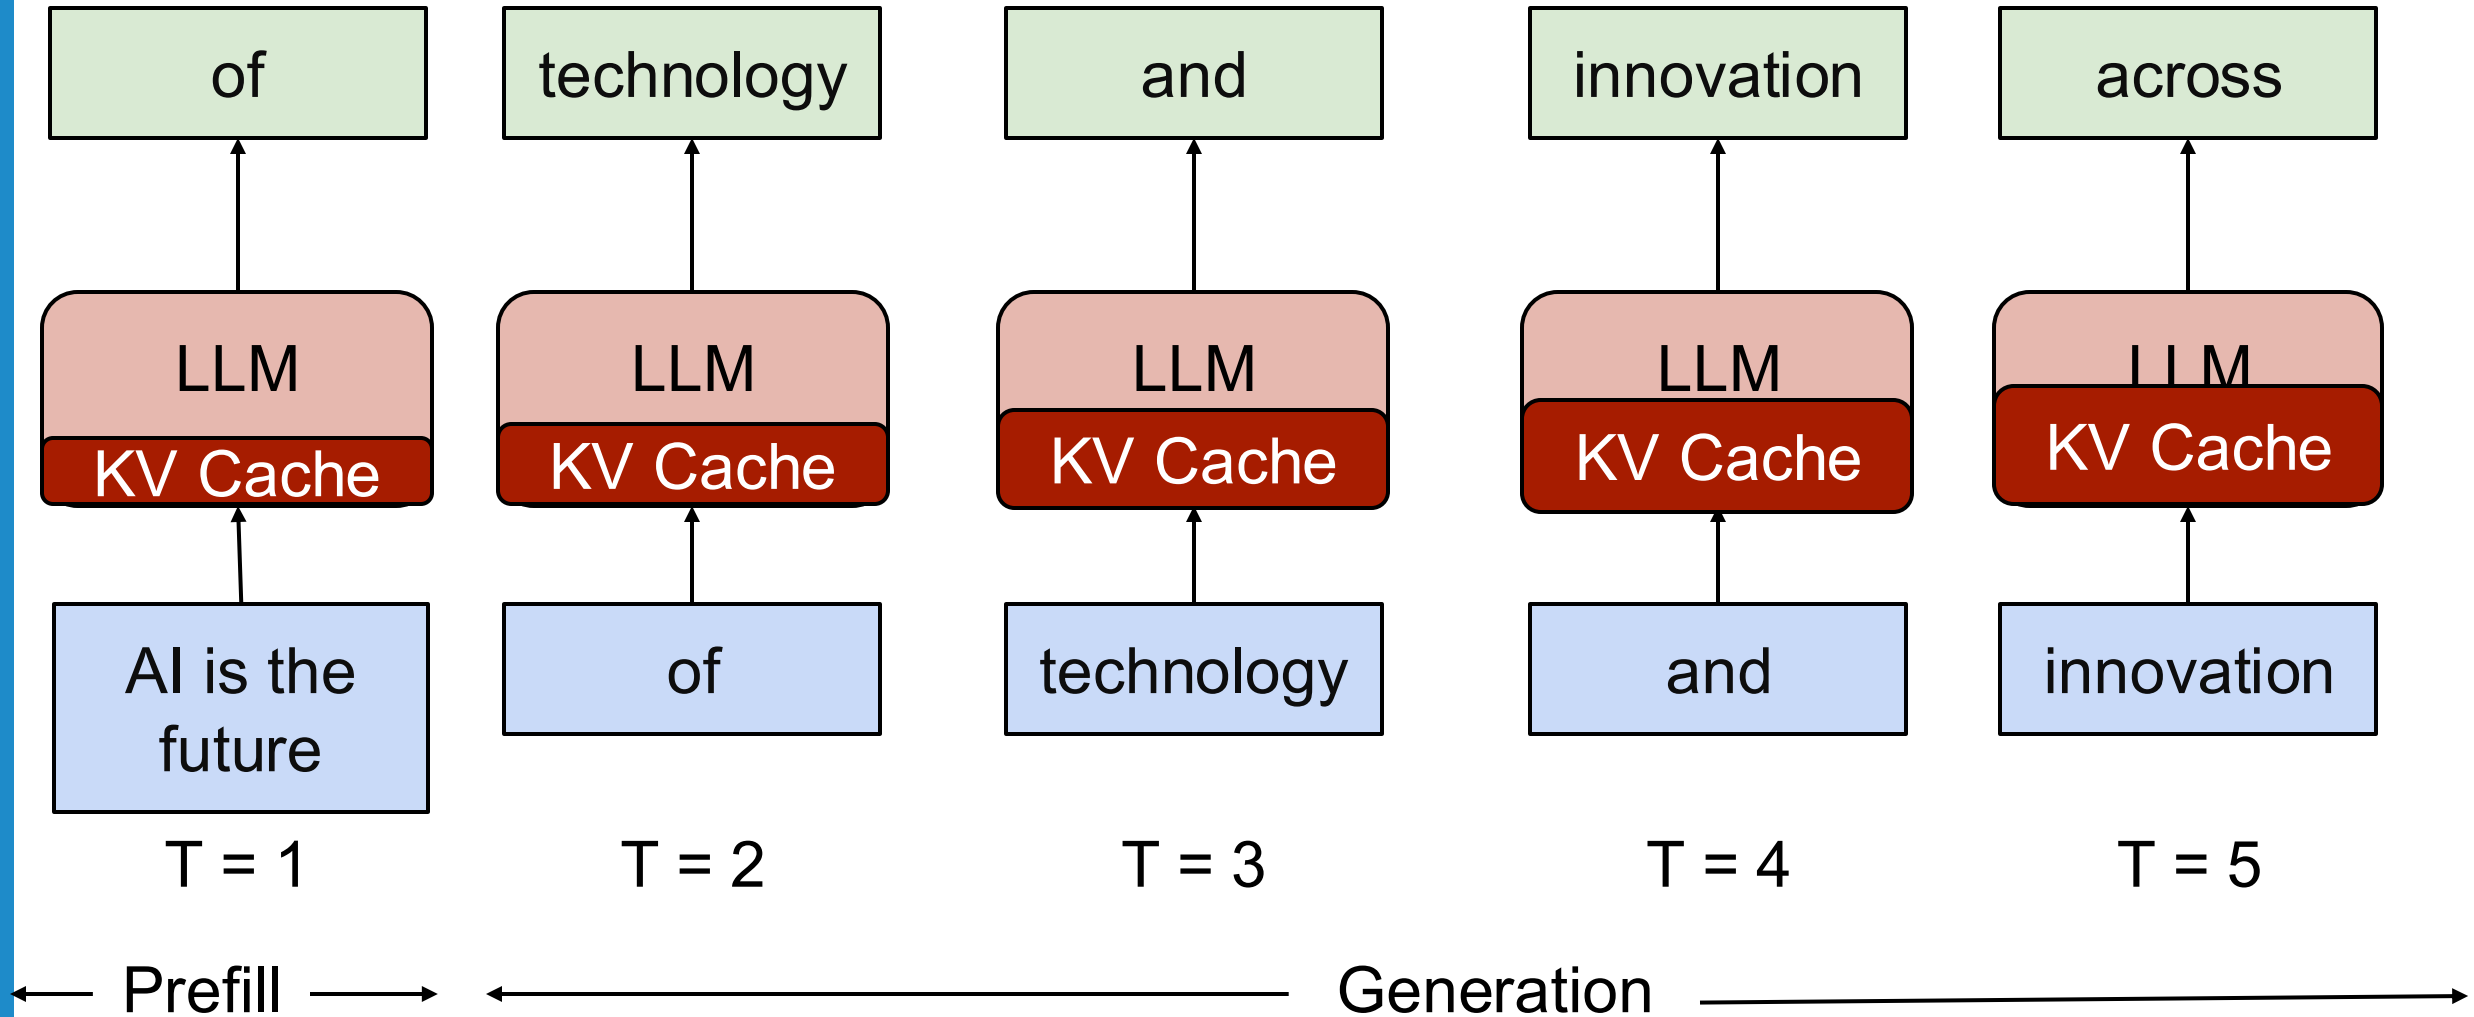 of
technology
and
innovation
across
LLM
LLM
LLM
LLM
LLM
KV Cache
KV Cache
KV Cache
KV Cache
KV Cache
AI is the
future
of
technology
and
innovation
T = 1
T = 2
T = 3
T = 4
T = 5
Prefill
Generation